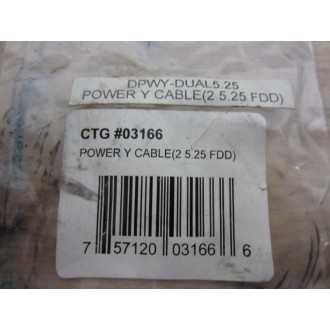 DPWY-DUAL5.25
POWER Y CABLE(2 5.25 FDD)
CTG #03166
POWER Y CABLE(2 5.25 FDD)
7 57120 03166 6